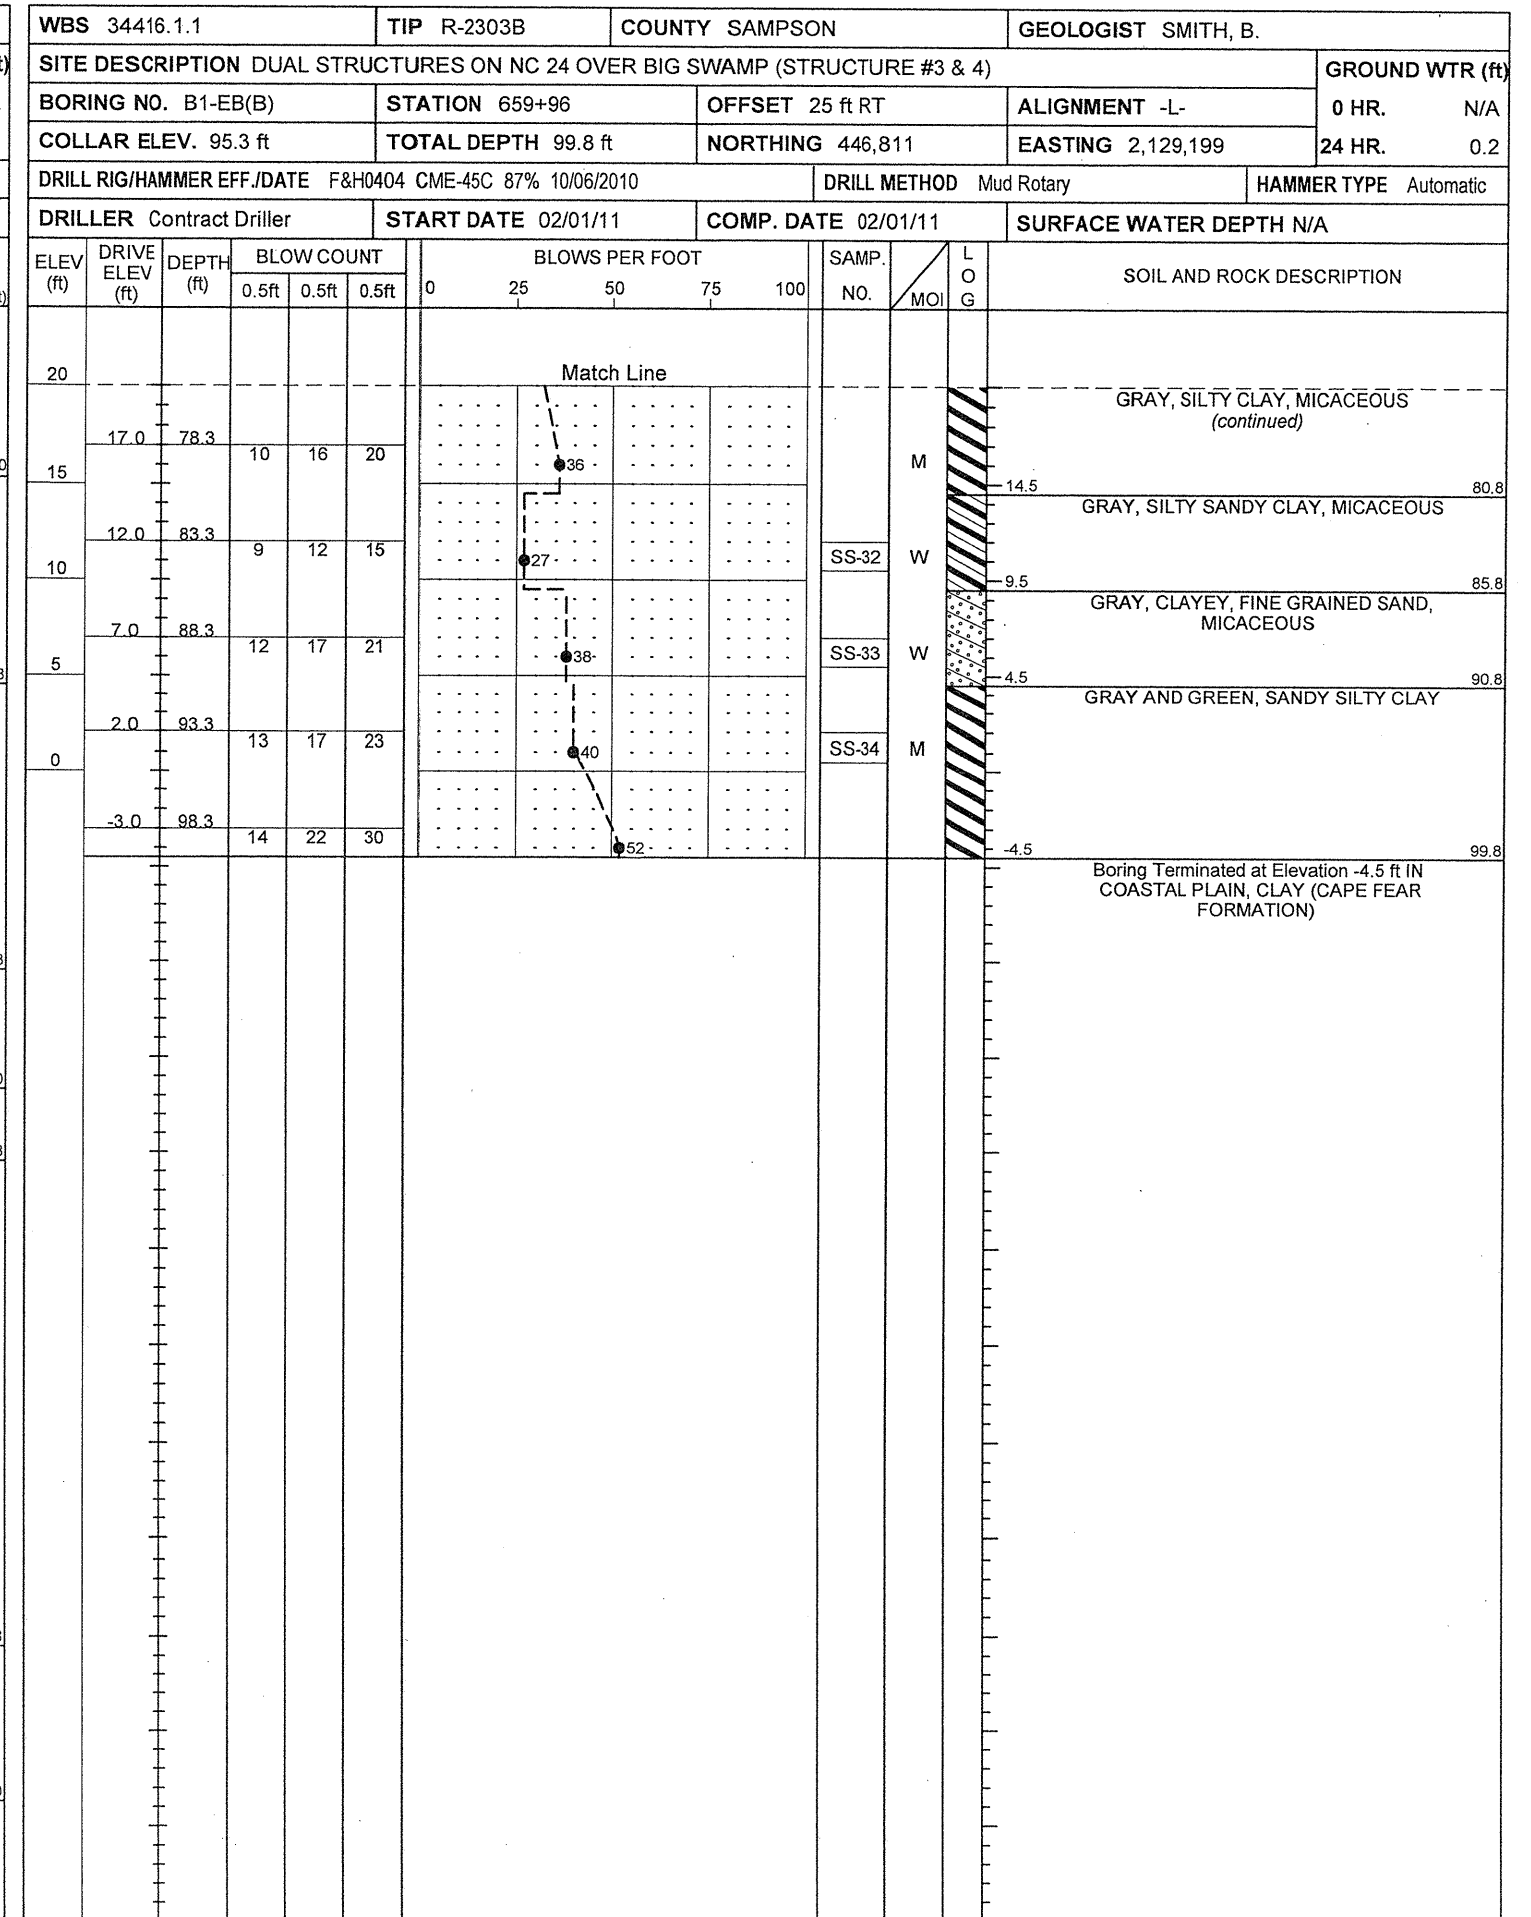 WBS 34416.1.1 TIP R-2303B COUNTY SAMPSON GEOLOGIST SMITH, B.
SITE DESCRIPTION DUAL STRUCTURES ON NC 24 OVER BIG SWAMP (STRUCTURE #3 & 4) GROUND WTR (ft)
BORING NO. B1-EB(B) STATION 659+96 OFFSET 25 ft RT ALIGNMENT -L- 0 HR. N/A
COLLAR ELEV. 95.3 ft TOTAL DEPTH 99.8 ft NORTHING 446,811 EASTING 2,129,199 24 HR. 0.2
DRILL RIG/HAMMER EFF./DATE F&H0404 CME-45C 87% 10/06/2010 DRILL METHOD Mud Rotary HAMMER TYPE Automatic
DRILLER Contract Driller START DATE 02/01/11 COMP. DATE 02/01/11 SURFACE WATER DEPTH N/A
ELEV (ft) DRIVE ELEV (ft) DEPTH (ft) BLOW COUNT BLOWS PER FOOT SAMP. NO. MOI L O G SOIL AND ROCK DESCRIPTION
0.5ft 0.5ft 0.5ft 0 25 50 75 100
20 Match Line
GRAY, SILTY CLAY, MICACEOUS
(continued)
17.0 78.3
10 16 20 36 M
15
14.5 80.8
GRAY, SILTY SANDY CLAY, MICACEOUS
12.0 83.3
9 12 15 27 SS-32 W
10
9.5 85.8
GRAY, CLAYEY, FINE GRAINED SAND,
MICACEOUS
7.0 88.3
12 17 21 38 SS-33 W
5
4.5 90.8
GRAY AND GREEN, SANDY SILTY CLAY
2.0 93.3
13 17 23 40 SS-34 M
0
-3.0 98.3
14 22 30 52
-4.5 99.8
Boring Terminated at Elevation -4.5 ft IN
COASTAL PLAIN, CLAY (CAPE FEAR
FORMATION)